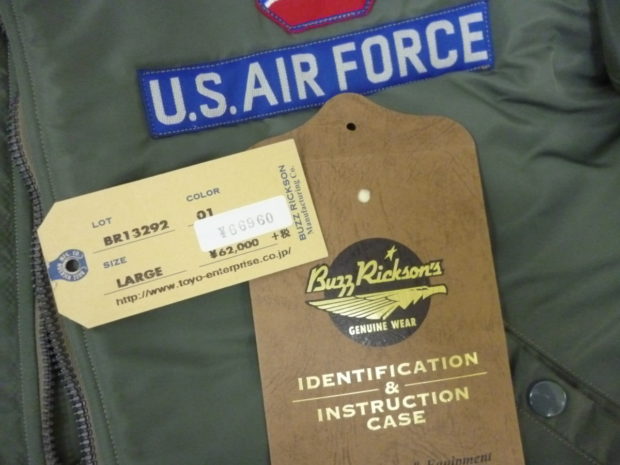 U.S. AIR FORCE
LOT
BR13292
COLOR
01
¥66960
SIZE
LARGE
¥62,000 +税
http://www.toyo-enterprise.co.jp/
BUZZ RICKSON
Manufacturing Co.
Buzz Rickson's
GENUINE WEAR
IDENTIFICATION
&
INSTRUCTION
CASE
& Equipment